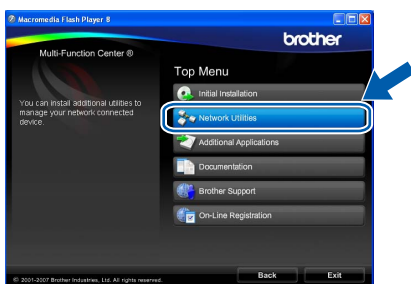 Macromedia Flash Player 8
brother
Multi-Function Center ®
Top Menu
Initial Installation
You can install additional utilities to
manage your network connected
device.
Network Utilities
Additional Applications
Documentation
Brother Support
On-Line Registration
© 2001-2007 Brother Industries, Ltd. All rights reserved.
Back
Exit